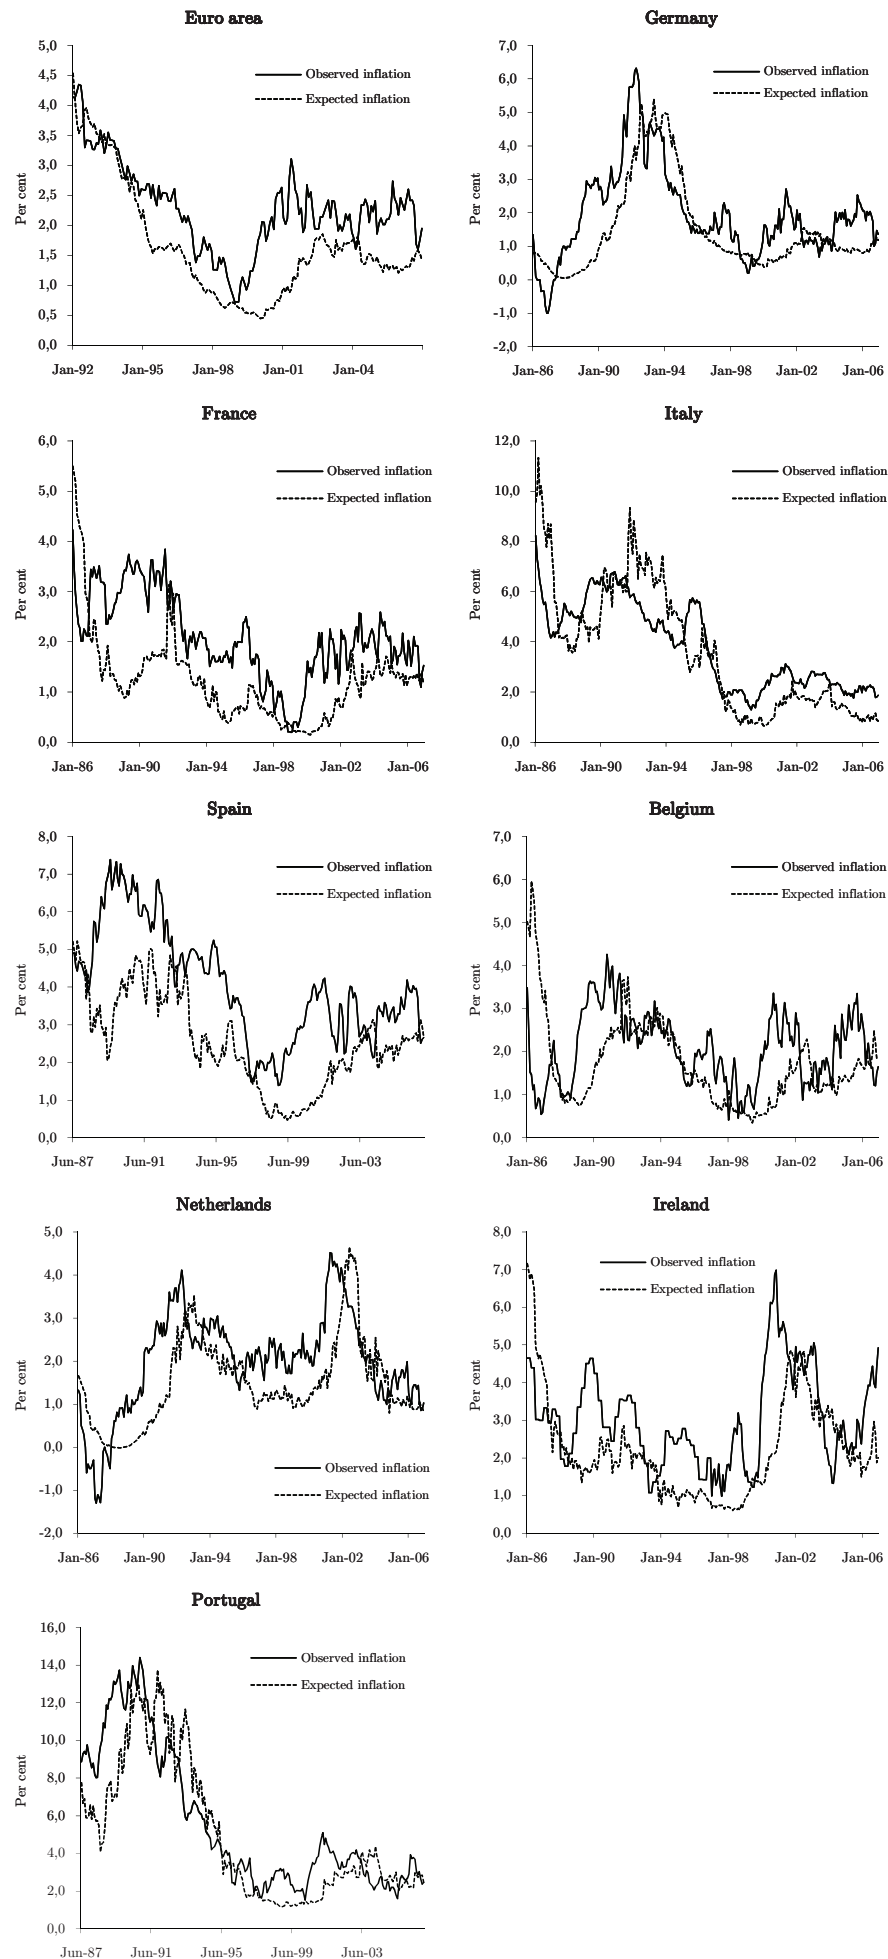 Euro area
5,0
4,5
4,0
3,5
3,0
2,5
2,0
1,5
1,0
0,5
0,0
Per cent
Observed inflation
Expected inflation
Jan-92 Jan-95 Jan-98 Jan-01 Jan-04
Germany
7,0
6,0
5,0
4,0
3,0
2,0
1,0
0,0
-1,0
-2,0
Per cent
Observed inflation
Expected inflation
Jan-86 Jan-90 Jan-94 Jan-98 Jan-02 Jan-06
France
6,0
5,0
4,0
3,0
2,0
1,0
0,0
Per cent
Observed inflation
Expected inflation
Jan-86 Jan-90 Jan-94 Jan-98 Jan-02 Jan-06
Italy
12,0
10,0
8,0
6,0
4,0
2,0
0,0
Per cent
Observed inflation
Expected inflation
Jan-86 Jan-90 Jan-94 Jan-98 Jan-02 Jan-06
Spain
8,0
7,0
6,0
5,0
4,0
3,0
2,0
1,0
0,0
Per cent
Observed inflation
Expected inflation
Jun-87 Jun-91 Jun-95 Jun-99 Jun-03
Belgium
7,0
6,0
5,0
4,0
3,0
2,0
1,0
0,0
Per cent
Observed inflation
Expected inflation
Jan-86 Jan-90 Jan-94 Jan-98 Jan-02 Jan-06
Netherlands
5,0
4,0
3,0
2,0
1,0
0,0
-1,0
-2,0
Per cent
Observed inflation
Expected inflation
Jan-86 Jan-90 Jan-94 Jan-98 Jan-02 Jan-06
Ireland
8,0
7,0
6,0
5,0
4,0
3,0
2,0
1,0
0,0
Per cent
Observed inflation
Expected inflation
Jan-86 Jan-90 Jan-94 Jan-98 Jan-02 Jan-06
Portugal
16,0
14,0
12,0
10,0
8,0
6,0
4,0
2,0
0,0
Per cent
Observed inflation
Expected inflation
Jun-87 Jun-91 Jun-95 Jun-99 Jun-03